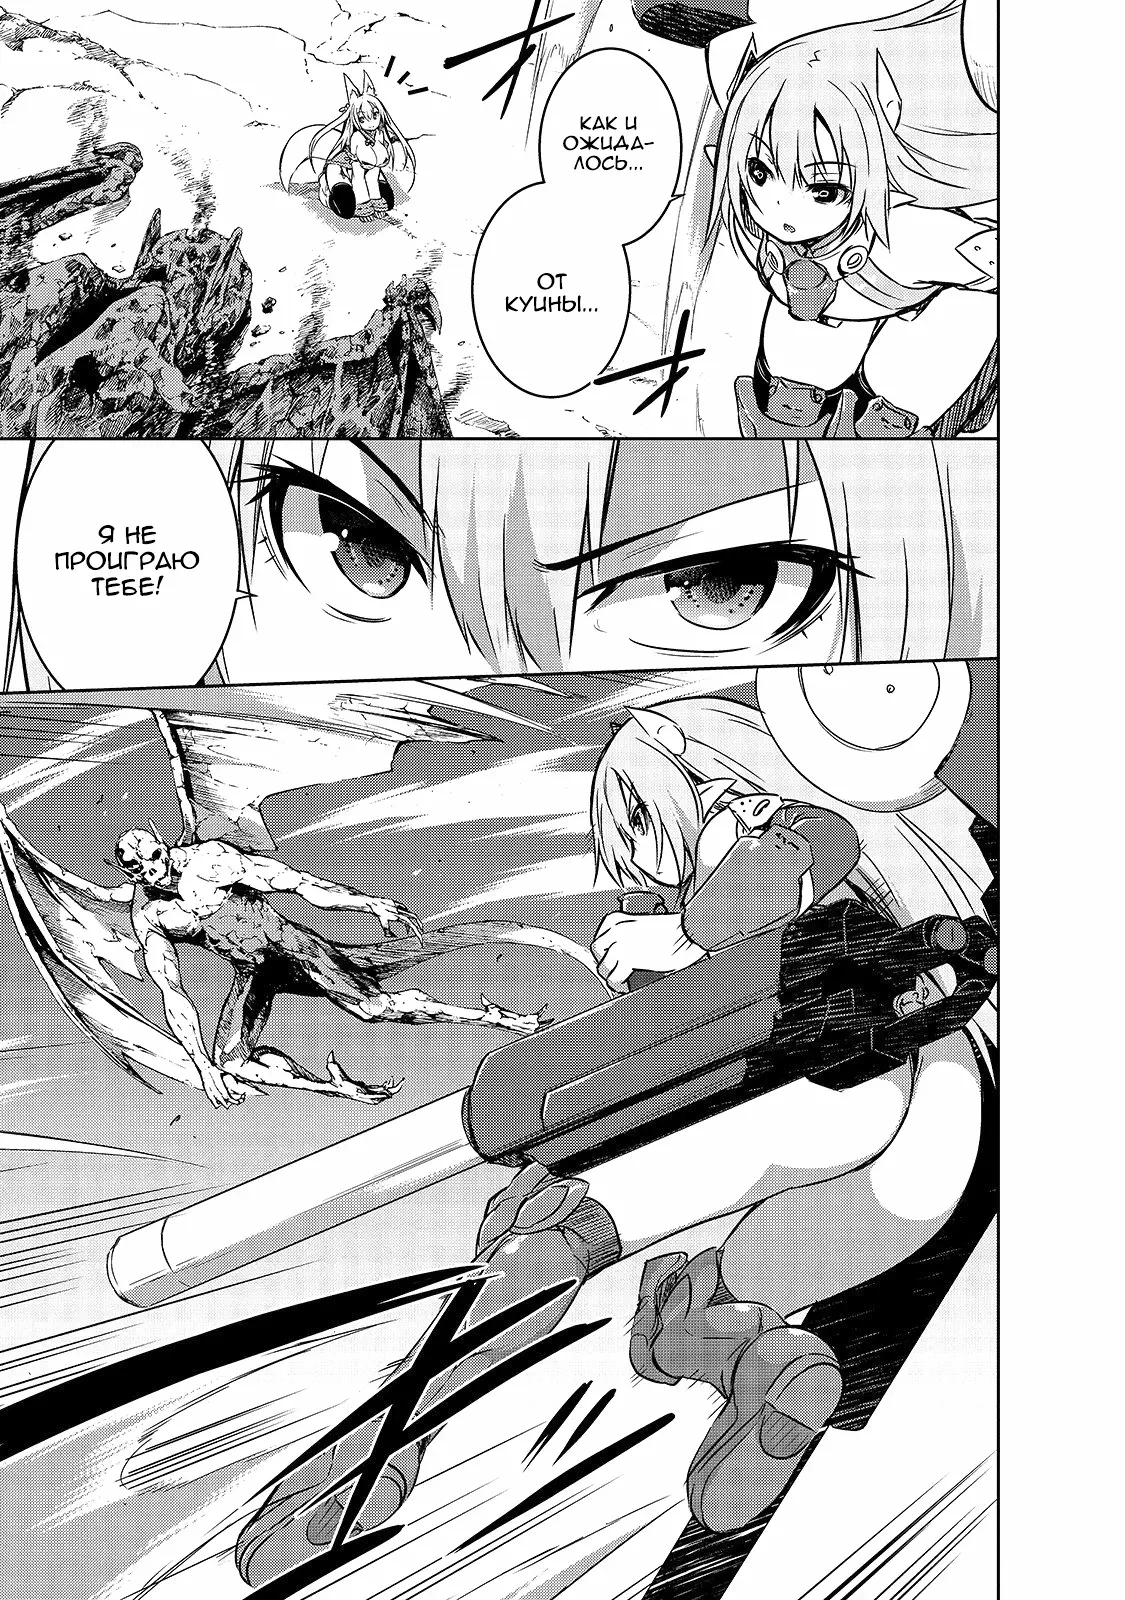 КАК И
ОЖИДА-
ЛОСЬ...
ОТ
КУИНЫ...
Я НЕ
ПРОИГРАЮ
ТЕБЕ!